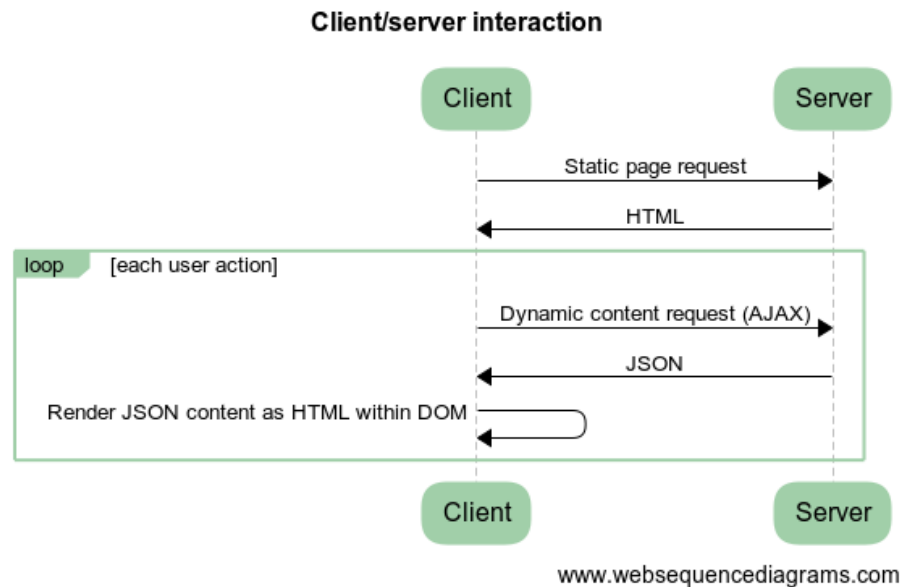 Client/server interaction
Client
Server
Static page request
HTML
loop
[each user action]
Dynamic content request (AJAX)
JSON
Render JSON content as HTML within DOM
Client
Server
www.websequencediagrams.com